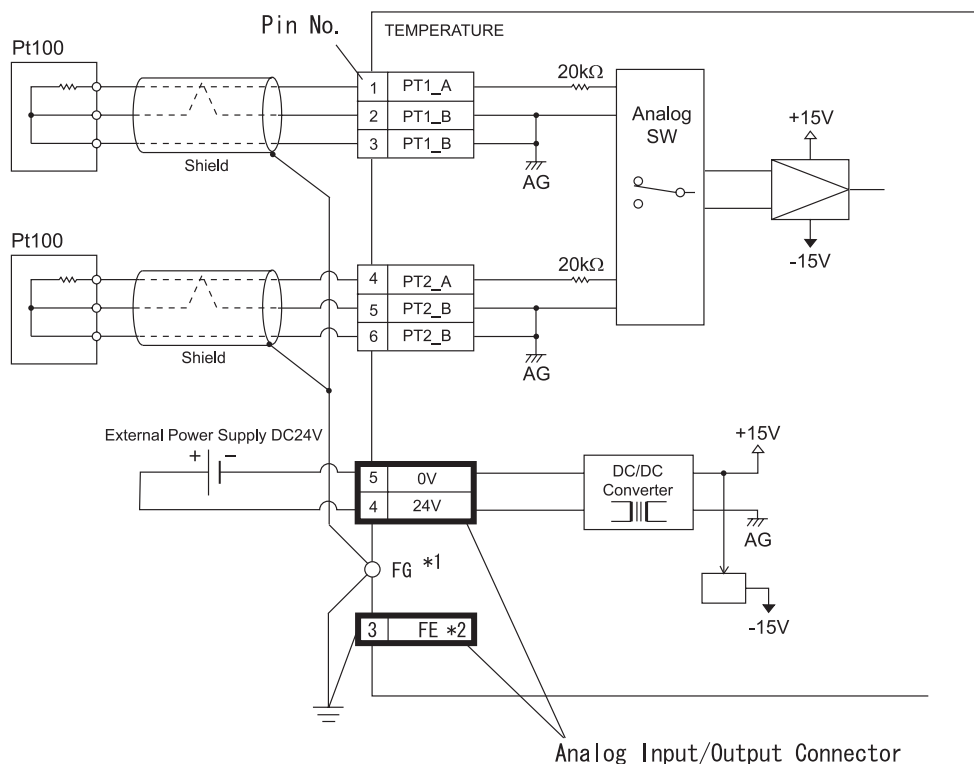 Pin No.
TEMPERATURE
Pt100
1 PT1_A
2 PT1_B
3 PT1_B
Shield
20kΩ
AG
Analog
SW
+15V
-15V
Pt100
4 PT2_A
5 PT2_B
6 PT2_B
Shield
20kΩ
AG
External Power Supply DC24V
+ −
5 0V
4 24V
DC/DC
Converter
+15V
AG
-15V
FG *1
3 FE *2
Analog Input/Output Connector